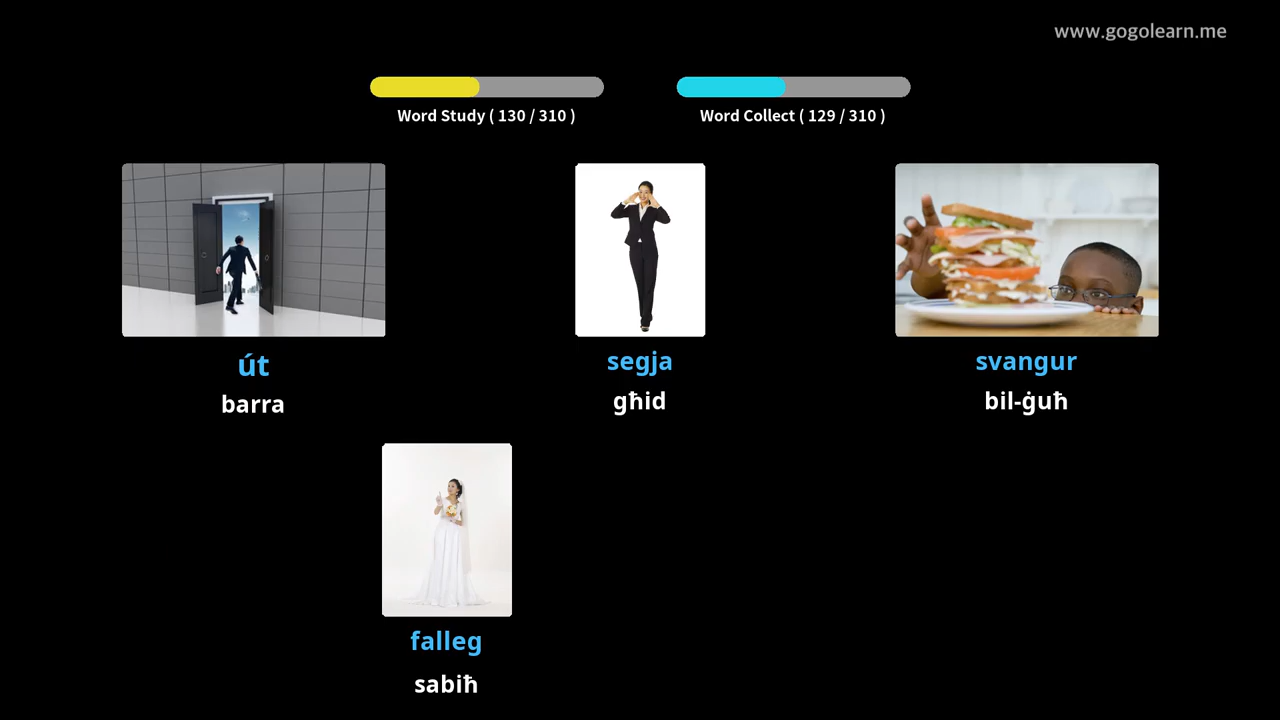 www.gogolearn.me
Word Study ( 130 / 310 )
Word Collect ( 129 / 310 )
út
barra
segja
għid
svangur
bil-ġuħ
falleg
sabiħ